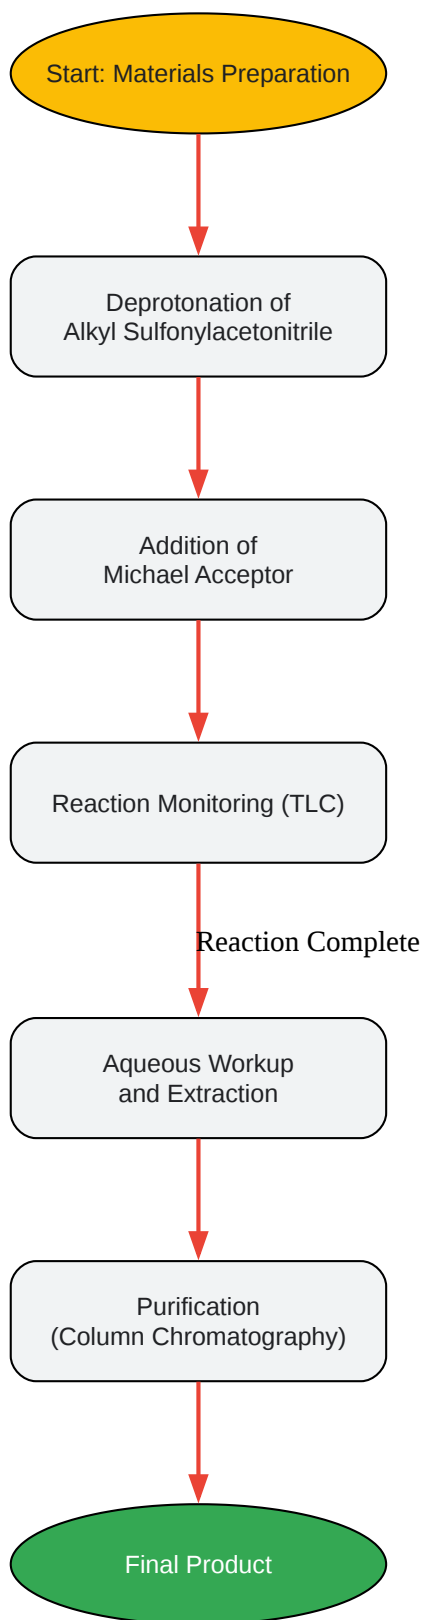 Start: Materials Preparation
Deprotonation of
Alkyl Sulfonylacetonitrile
Addition of
Michael Acceptor
Reaction Monitoring (TLC)
Reaction Complete
Aqueous Workup
and Extraction
Purification
(Column Chromatography)
Final Product